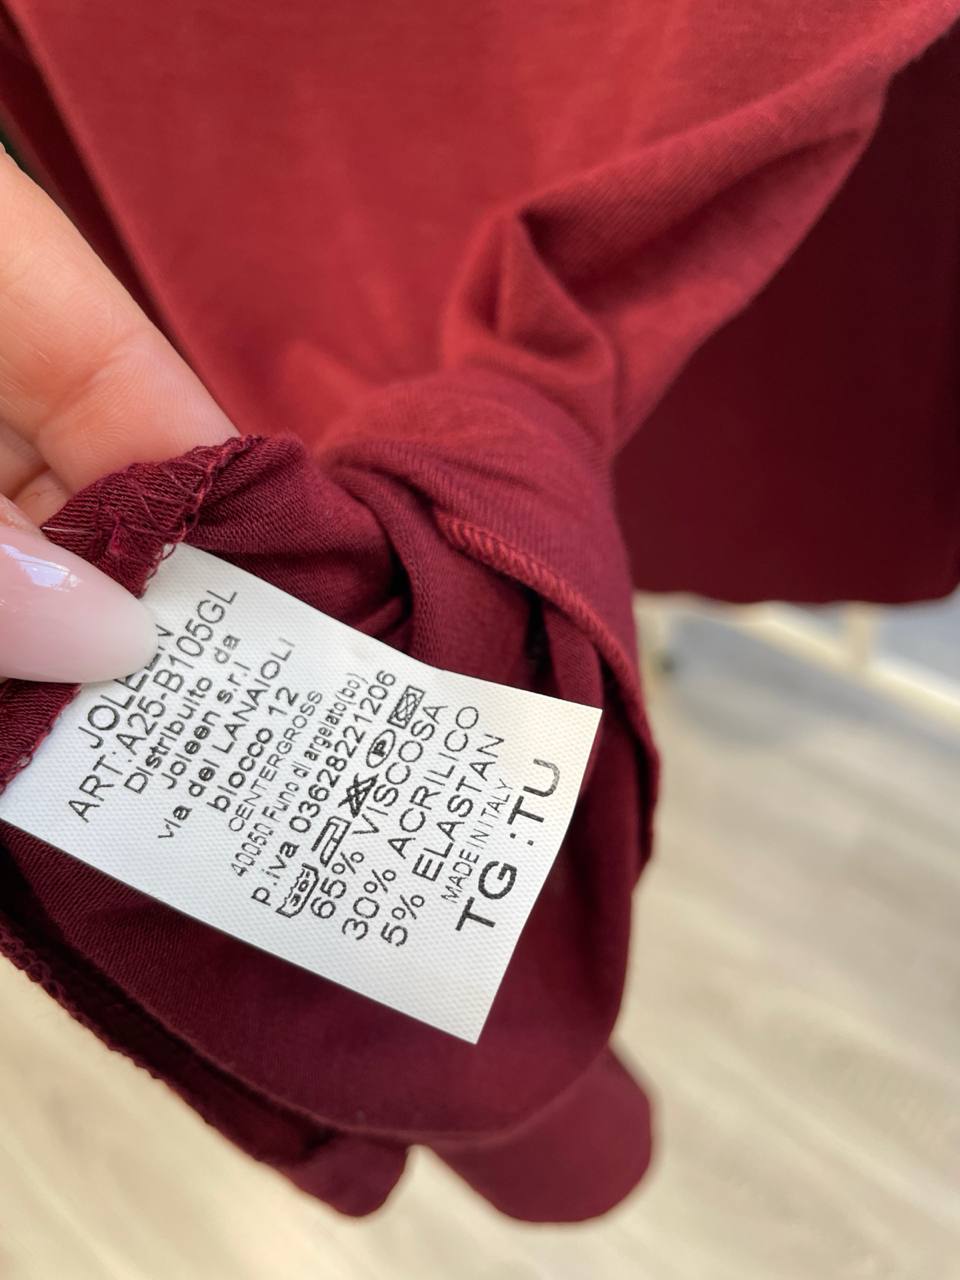 JOLEEN
ART.A25-B105GL
Distribuito da
Joleen s.r.l
via dei LANAIOLI
blocco 12
CENTERGROSS
40050 Funo di argelato(bo)
p.iva 03628221206
65% VISCOSA
30% ACRILICO
5% ELASTAN
MADE IN ITALY
TG .:TU